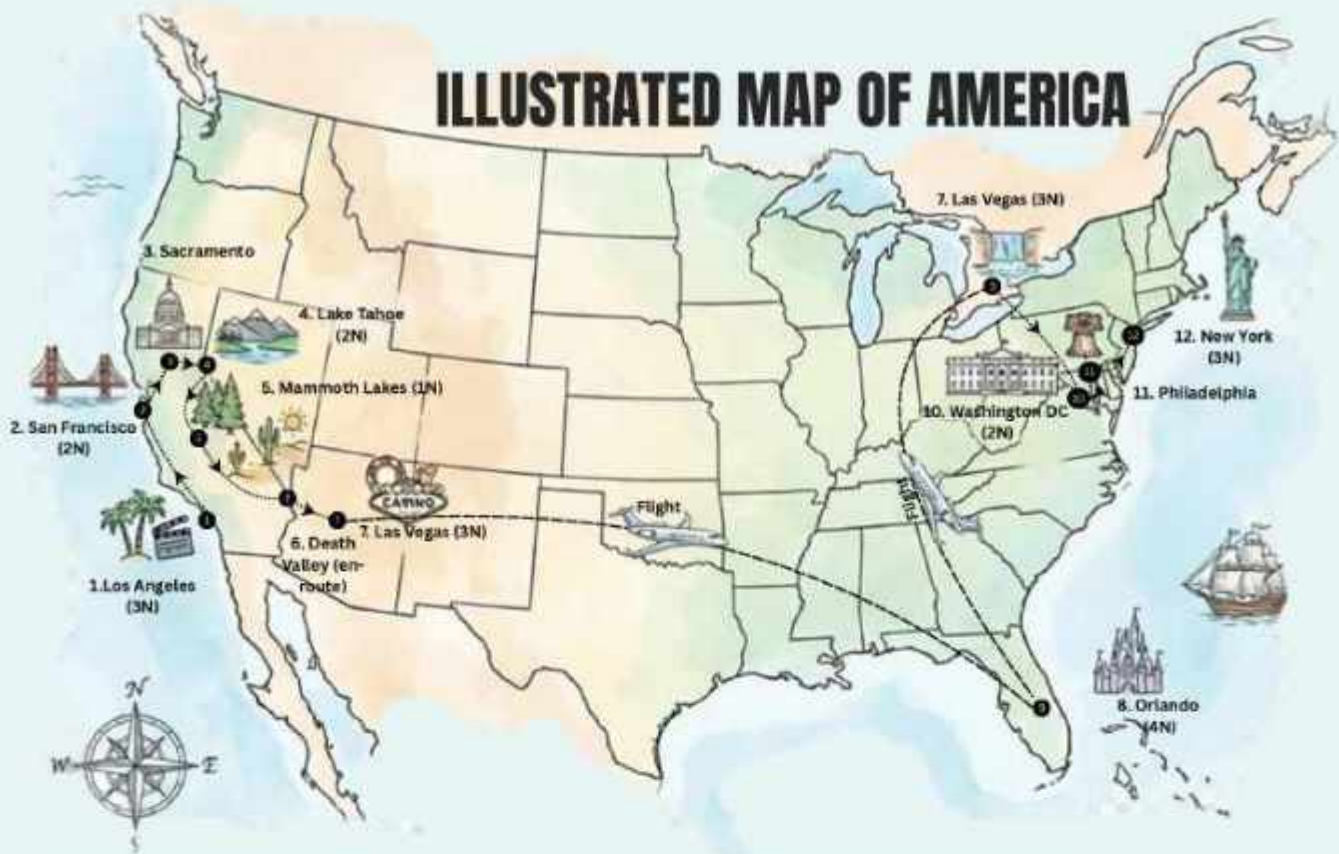 ILLUSTRATED MAP OF AMERICA
7. Las Vegas (3N)
3. Sacramento
4. Lake Tahoe
(2N)
5. Mammoth Lakes (1N)
2. San Francisco
(2N)
12. New York
(3N)
11. Philadelphia
10. Washington DC
(2N)
CASINO
Flight
Flight
7. Las Vegas (3N)
6. Death
Valley (en-
route)
1.Los Angeles
(3N)
8. Orlando
(4N)
N
W
E
S